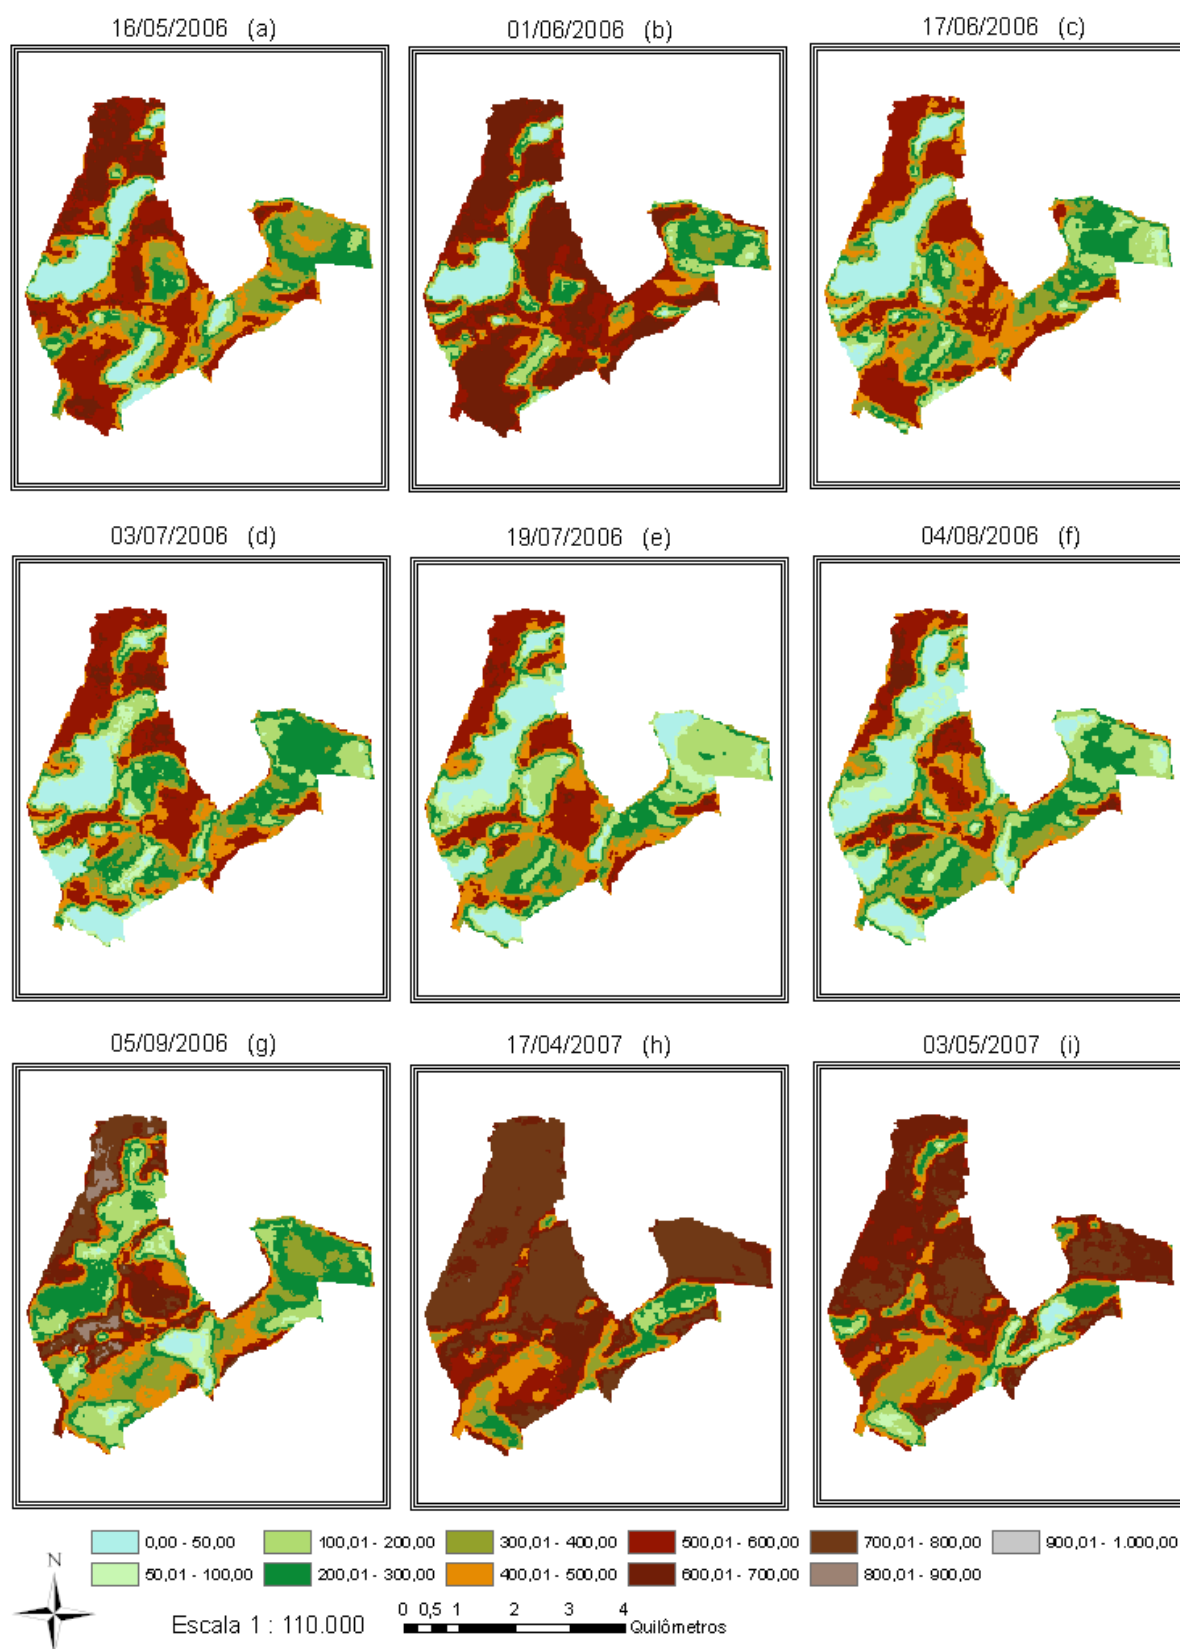 16/05/2006 (a) 01/06/2006 (b) 17/06/2006 (c)
03/07/2006 (d) 19/07/2006 (e) 04/08/2006 (f)
05/09/2006 (g) 17/04/2007 (h) 03/05/2007 (i)
0,00 - 50,00 100,01 - 200,00 300,01 - 400,00 500,01 - 600,00 700,01 - 800,00 900,01 - 1.000,00
50,01 - 100,00 200,01 - 300,00 400,01 - 500,00 600,01 - 700,00 800,01 - 900,00
N
Escala 1 : 110.000
0 0,5 1 2 3 4
Quilômetros